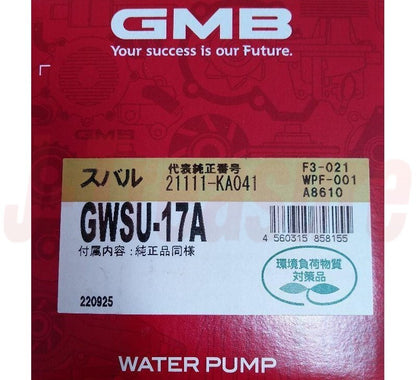 GMB
Your success is our Future.
GMB
スバル
代表純正番号
21111-KA041
F3-021
WPF-001
A8610
GWSU-17A
付属内容:純正品同様
4 560315 858155
環境負荷物質
対策品
220925
WATER PUMP